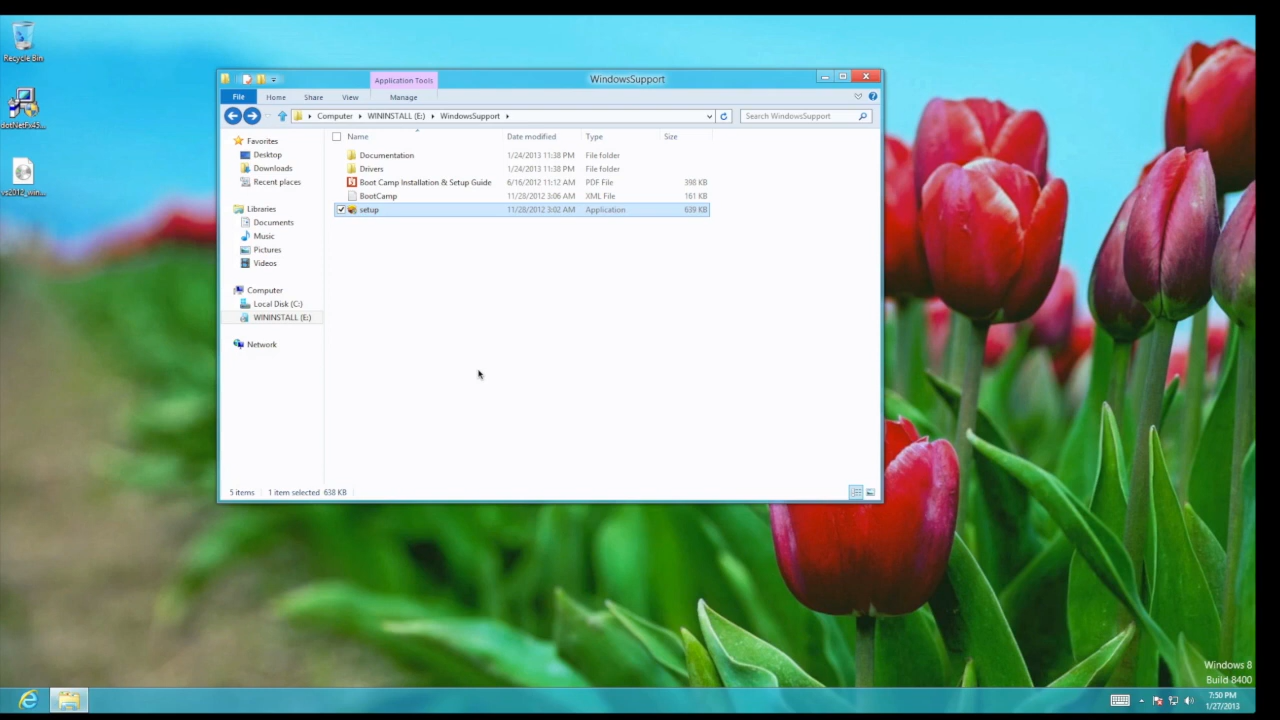 Recycle Bin
dotNetFx45...
vs2012_win...
Application Tools
WindowsSupport
File
Home
Share
View
Manage
Computer
WININSTALL (E:)
WindowsSupport
Search WindowsSupport
Favorites
Desktop
Downloads
Recent places
Libraries
Documents
Music
Pictures
Videos
Computer
Local Disk (C:)
WININSTALL (E:)
Network
Name Date modified Type Size
Documentation 1/24/2013 11:38 PM File folder
Drivers 1/24/2013 11:38 PM File folder
Boot Camp Installation & Setup Guide 6/16/2012 11:12 AM PDF File 398 KB
BootCamp 11/28/2012 3:06 AM XML File 161 KB
setup 11/28/2012 3:02 AM Application 639 KB
5 items 1 item selected 638 KB
Windows 8
Build 8400
7:50 PM
1/27/2013